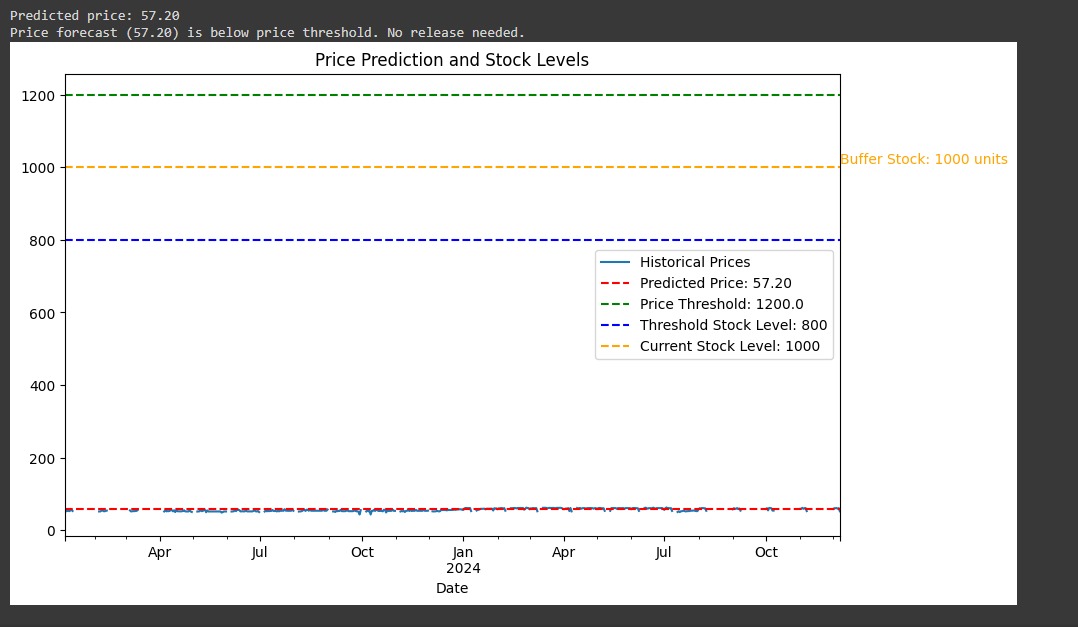 Predicted price: 57.20
Price forecast (57.20) is below price threshold. No release needed.
Price Prediction and Stock Levels
1200
1000
Buffer Stock: 1000 units
800
Historical Prices
Predicted Price: 57.20
Price Threshold: 1200.0
Threshold Stock Level: 800
Current Stock Level: 1000
600
400
200
0
Apr Jul Oct Jan Apr Jul Oct
2024
Date